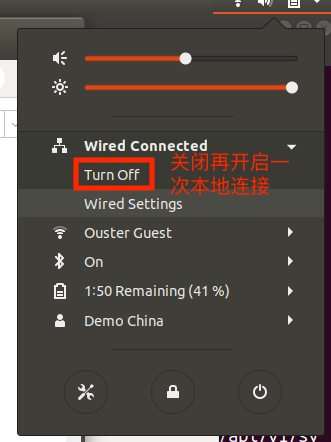 Wired Connected
Turn Off
关闭再开启一
次本地连接
Wired Settings
Ouster Guest
On
1:50 Remaining (41 %)
Demo China